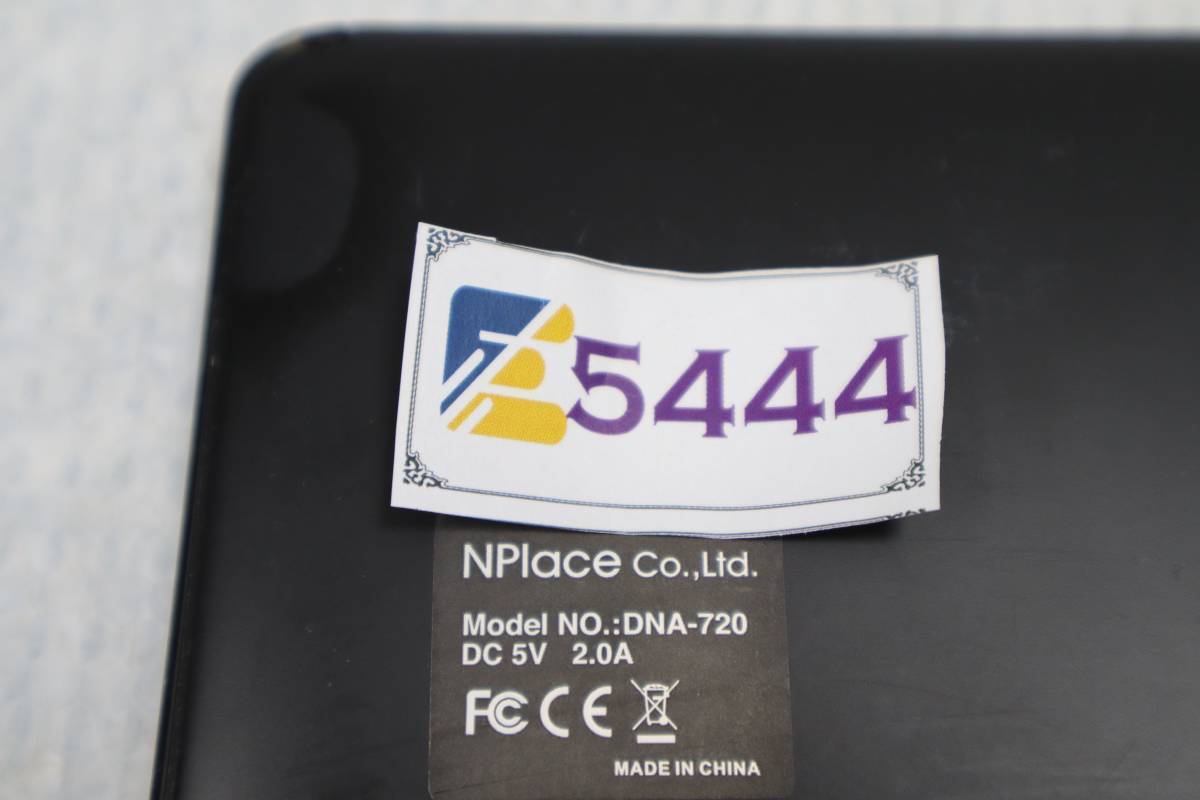 5444
NPlace Co.,Ltd.
Model NO.:DNA-720
DC 5V 2.0A
FC CE
MADE IN CHINA